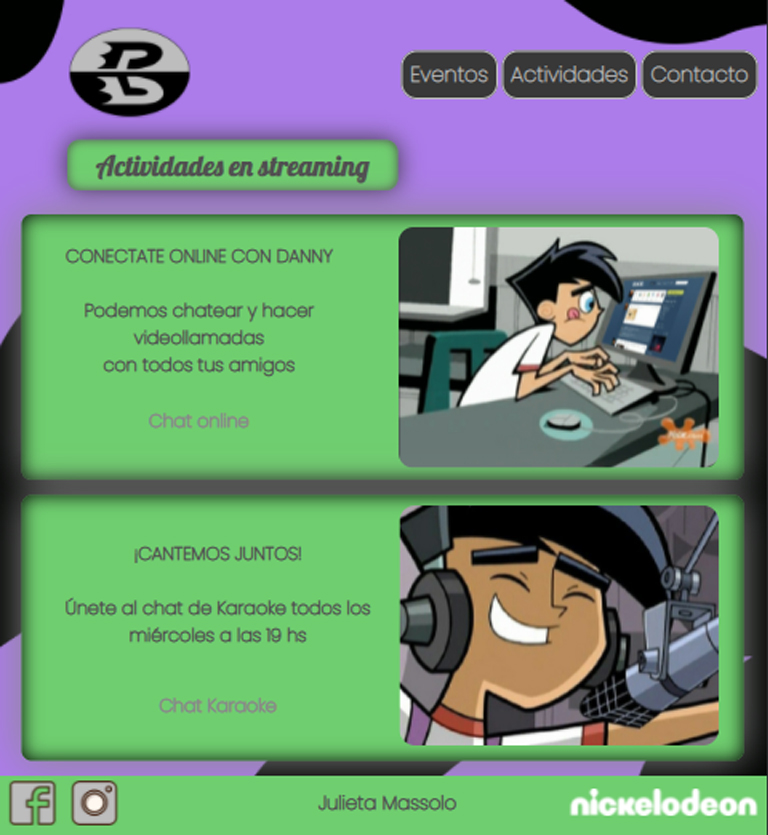 Eventos Actividades Contacto
Actividades en streaming
CONECTATE ONLINE CON DANNY
Podemos chatear y hacer
videollamadas
con todos tus amigos
Chat online
¡CANTEMOS JUNTOS!
Únete al chat de Karaoke todos los
miércoles a las 19 hs
Chat Karaoke
Julieta Massolo
nickelodeon